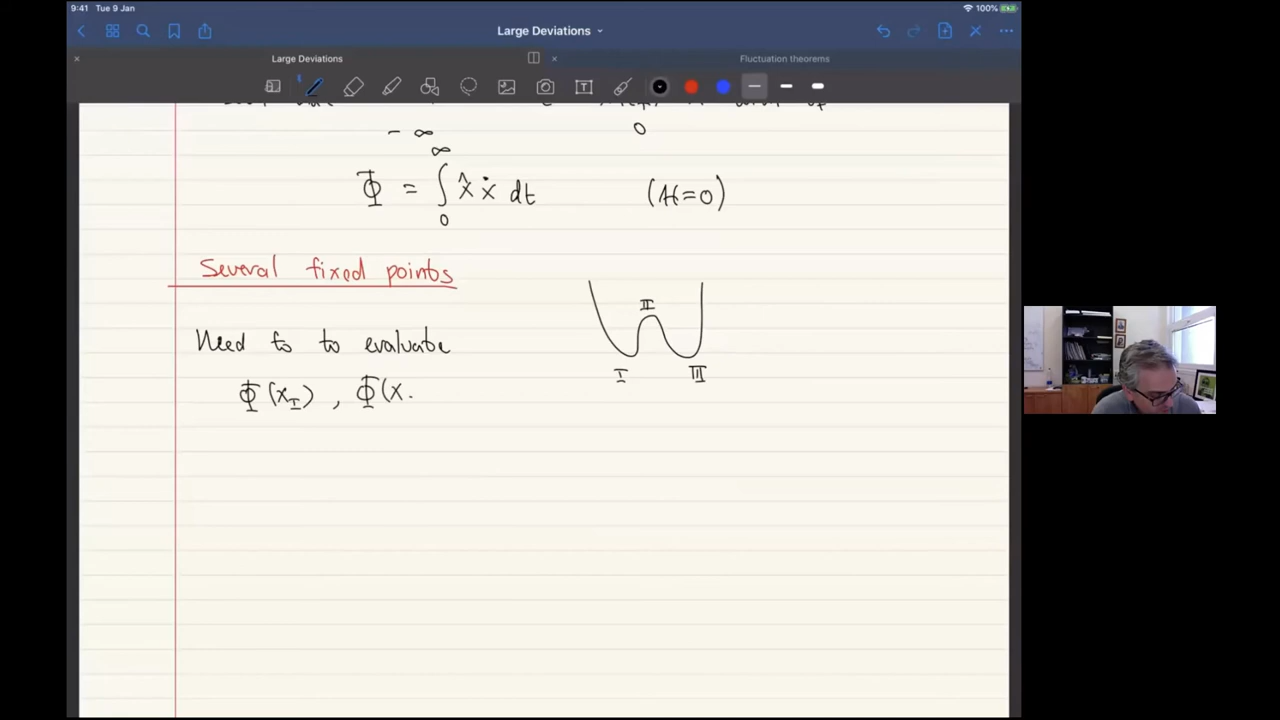 9:41 Tue 9 Jan
100%
Large Deviations
Large Deviations
Fluctuation theorems
- ∞
0
Φ = ∫₀^∞ x̂ ẋ dt (H=0)
Several fixed points
II
I
III
Need to to evaluate
Φ(x_I) , Φ(x